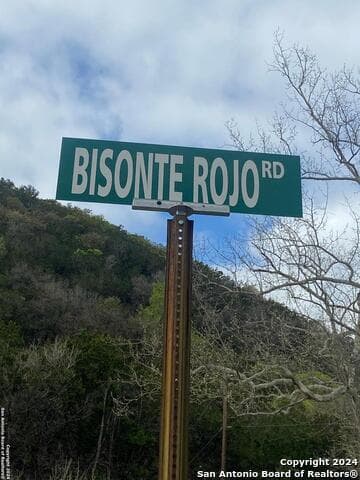 BISONTE ROJO RD
Copyright 2024
San Antonio Board of Realtors®